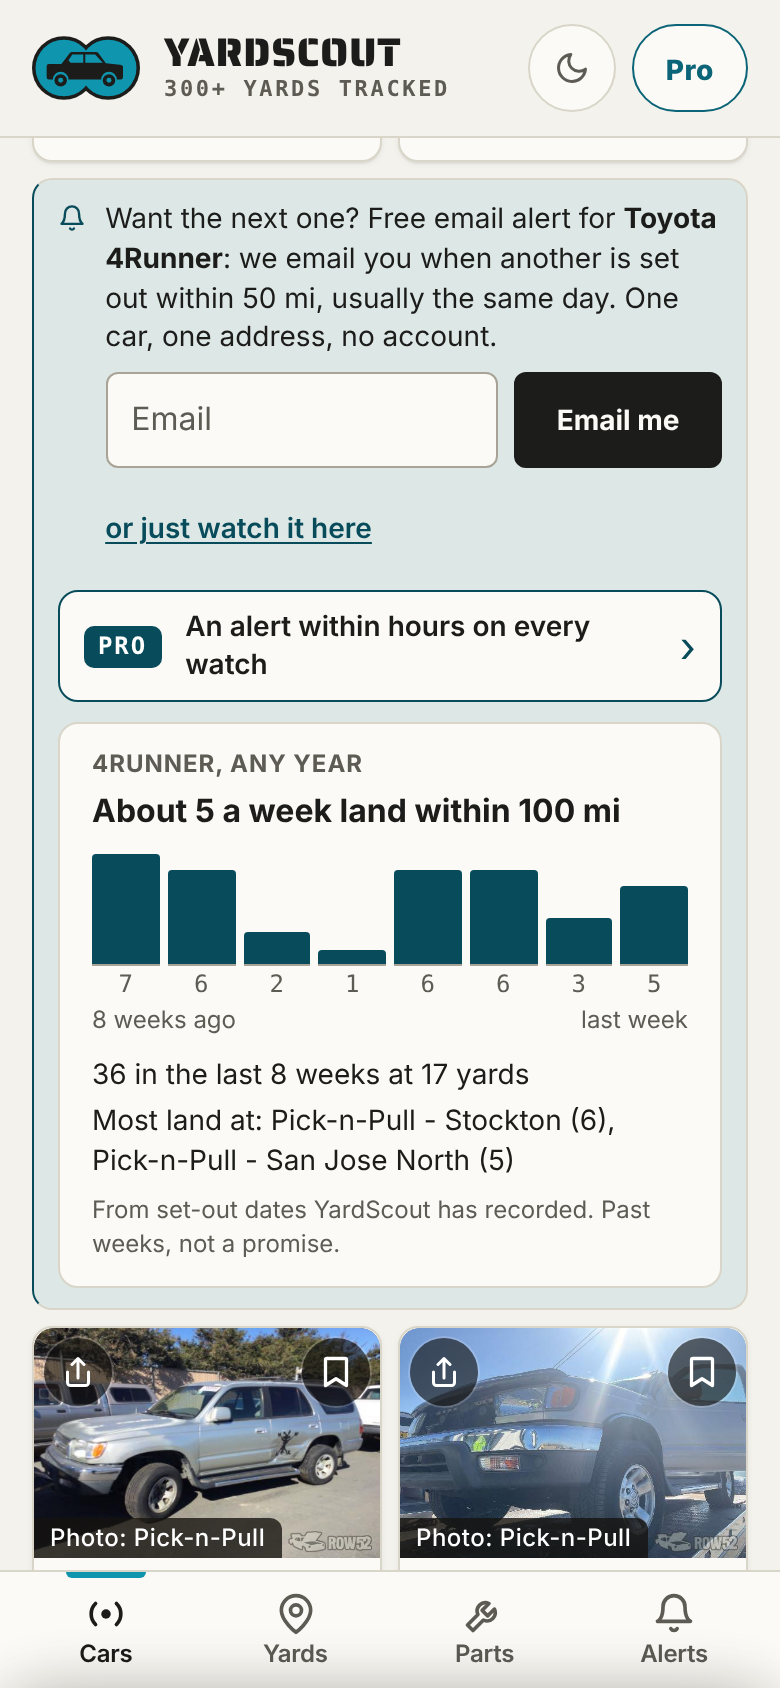 YARDSCOUT
300+ YARDS TRACKED
Pro
Want the next one? Free email alert for Toyota
4Runner: we email you when another is set
out within 50 mi, usually the same day. One
car, one address, no account.
Email
Email me
or just watch it here
PRO
An alert within hours on every
watch
4RUNNER, ANY YEAR
About 5 a week land within 100 mi
7 6 2 1 6 6 3 5
8 weeks ago last week
36 in the last 8 weeks at 17 yards
Most land at: Pick-n-Pull - Stockton (6),
Pick-n-Pull - San Jose North (5)
From set-out dates YardScout has recorded. Past
weeks, not a promise.
Photo: Pick-n-Pull
ROW52
Photo: Pick-n-Pull
ROW52
Cars
Yards
Parts
Alerts